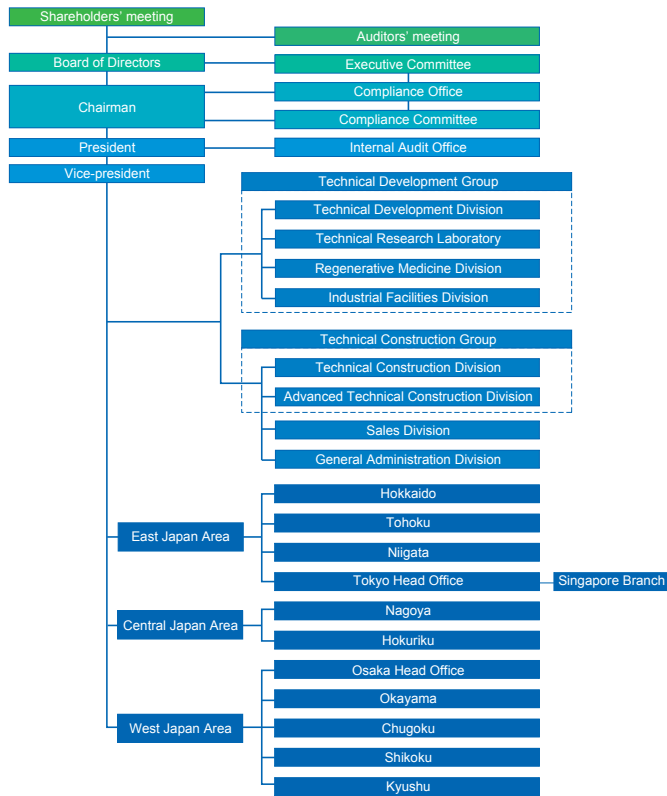 Shareholders' meeting
Auditors' meeting
Board of Directors
Executive Committee
Chairman
Compliance Office
Compliance Committee
President
Internal Audit Office
Vice-president
Technical Development Group
Technical Development Division
Technical Research Laboratory
Regenerative Medicine Division
Industrial Facilities Division
Technical Construction Group
Technical Construction Division
Advanced Technical Construction Division
Sales Division
General Administration Division
East Japan Area
Hokkaido
Tohoku
Niigata
Tokyo Head Office
Singapore Branch
Central Japan Area
Nagoya
Hokuriku
West Japan Area
Osaka Head Office
Okayama
Chugoku
Shikoku
Kyushu